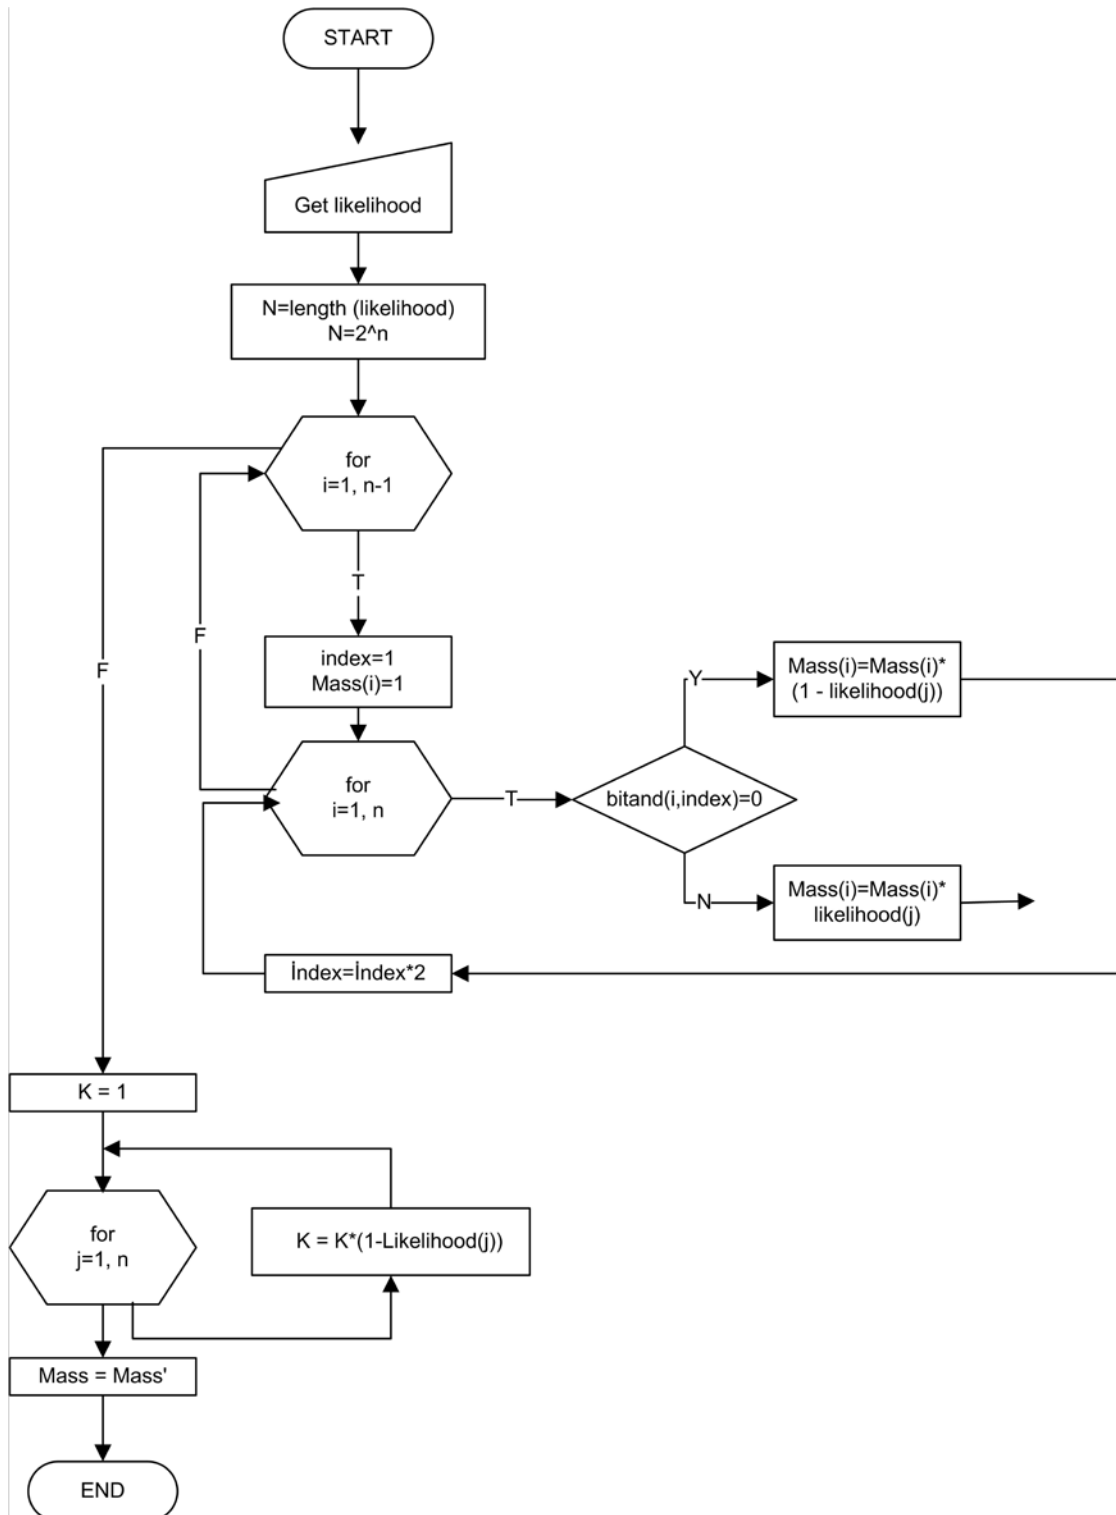 START
Get likelihood
N=length (likelihood)
N=2^n
for
i=1, n-1
T
F
F
index=1
Mass(i)=1
for
i=1, n
T
bitand(i,index)=0
Y
Mass(i)=Mass(i)*
(1 - likelihood(j))
N
Mass(i)=Mass(i)*
likelihood(j)
İndex=İndex*2
K = 1
for
j=1, n
K = K*(1-Likelihood(j))
Mass = Mass'
END